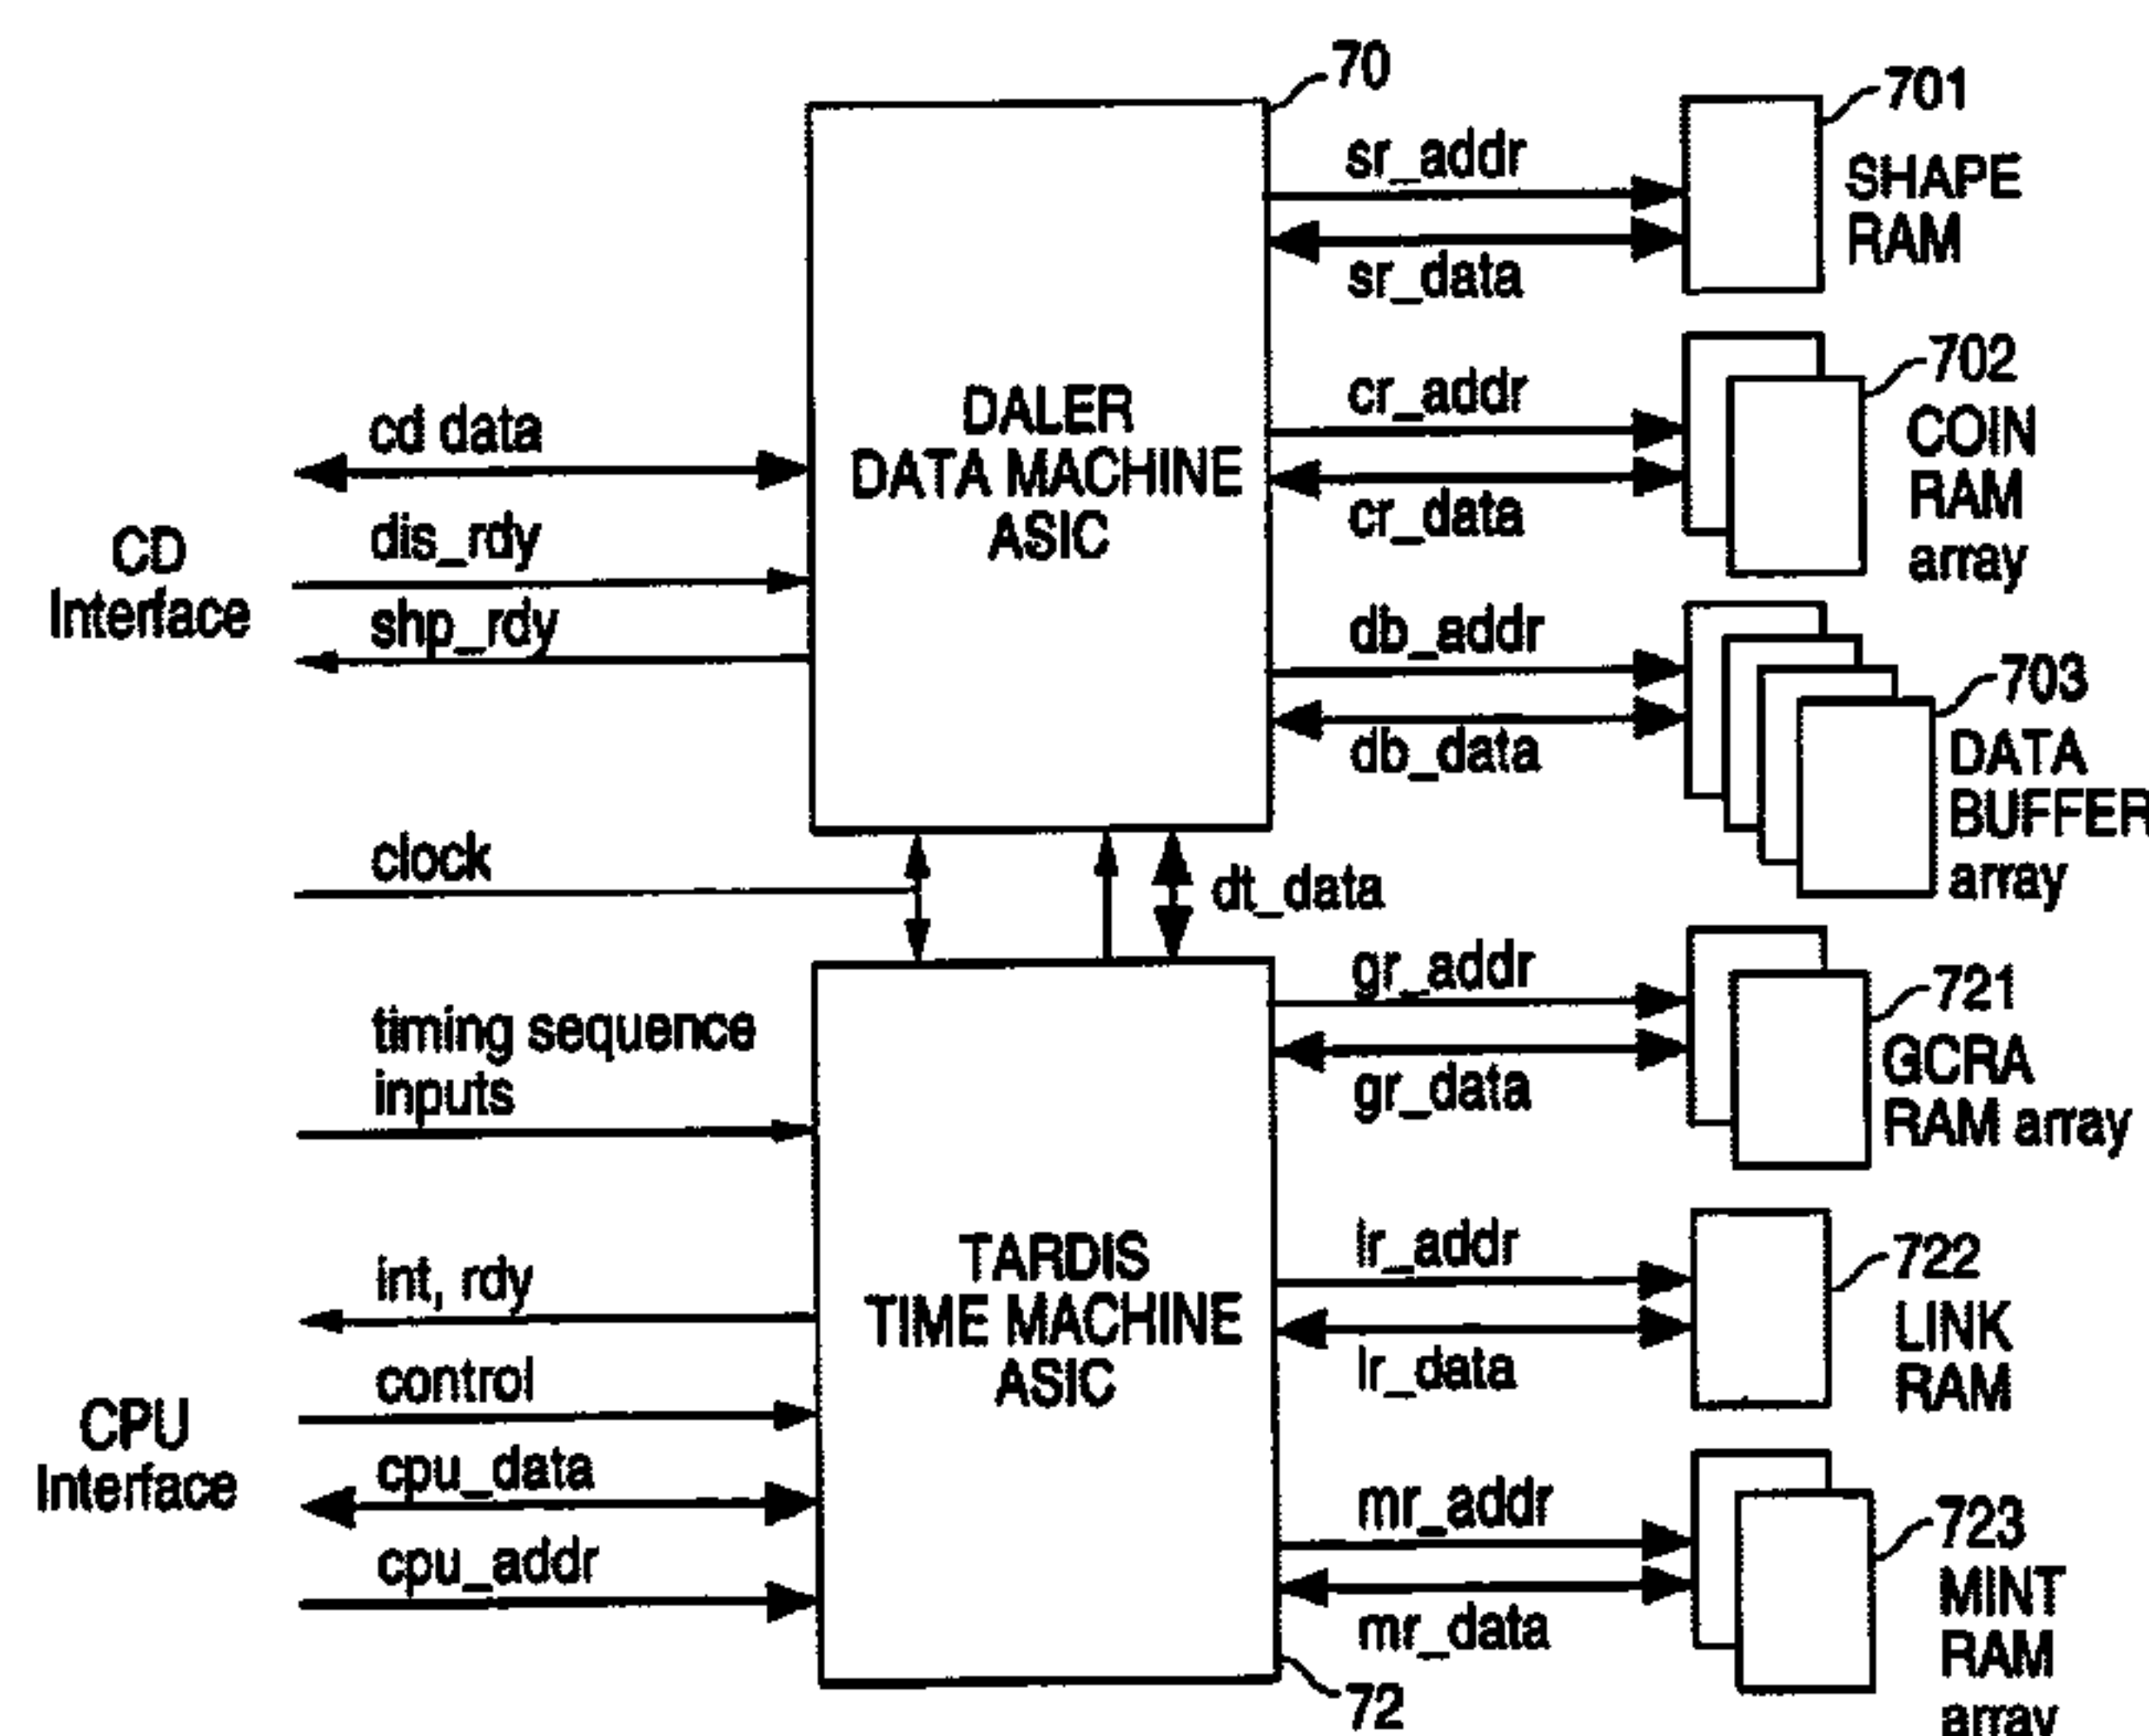 70
701
sr_addr
SHAPE
RAM
sr_data
702
cr_addr
COIN
RAM
array
cr_data
DALER
DATA MACHINE
ASIC
cd data
dis_rdy
CD
Interface
shp_rdy
db_addr
703
db_data
DATA
BUFFER
array
clock
dt_data
gr_addr
721
gr_data
GCRA
RAM array
timing sequence
inputs
lr_addr
722
LINK
RAM
lr_data
TARDIS
TIME MACHINE
ASIC
int, rdy
control
CPU
Interface
cpu_data
cpu_addr
mr_addr
723
MINT
RAM
array
mr_data
72